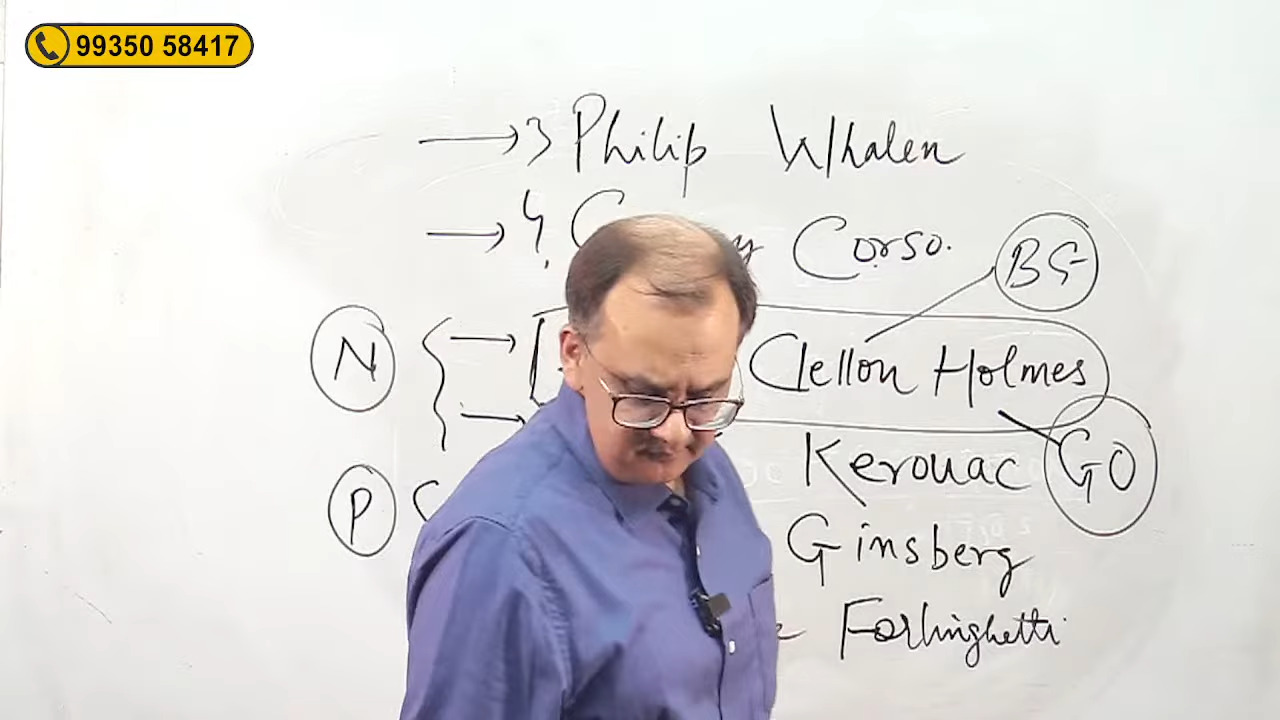 99350 58417
→ 3 Philip Whalen
→ 4. Corso.
BG
N { → [ Clellon Holmes
→ Kerouac GO
P { Ginsberg
Ferlinghetti